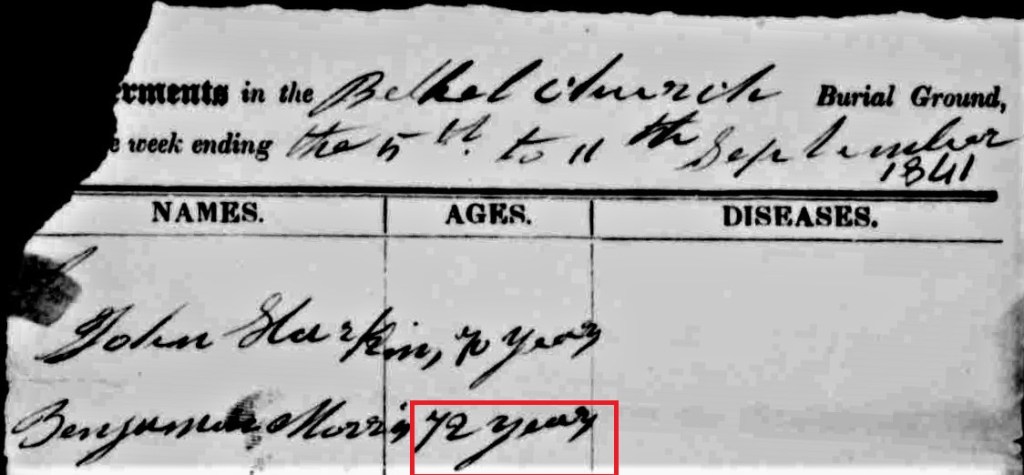 erments in the Bethel church Burial Ground,
e week ending the 5th to 11th September
1841
NAMES. AGES. DISEASES.
John Harkin, 70 years
Benjamin Morris 72 years